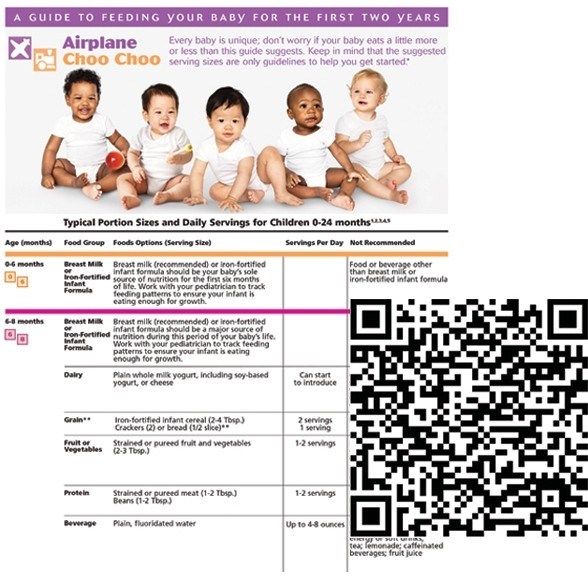 A GUIDE TO FEEDING YOUR BABY FOR THE FIRST TWO YEARS
Airplane
Choo Choo
Every baby is unique; don't worry if your baby eats a little more
or less than this guide suggests. Keep in mind that the suggested
serving sizes are only guidelines to help you get started.*
Typical Portion Sizes and Daily Servings for Children 0-24 months1,2,3,4,5
Age (months) Food Group Foods Options (Serving Size) Servings Per Day Not Recommended
0-6 months
0 6
Breast Milk
or
Iron-Fortified
Infant
Formula
Breast milk (recommended) or iron-fortified
infant formula should be your baby's sole
source of nutrition for the first six months
of life. Work with your pediatrician to track
feeding patterns to ensure your infant is
eating enough for growth.
Food or beverage other
than breast milk or
iron-fortified infant formula
6-8 months
6 8
Breast Milk
or
Iron-Fortified
Infant
Formula
Breast milk (recommended) or iron-fortified
infant formula should be a major source of
nutrition during this period of your baby's life.
Work with your pediatrician to track feeding
patterns to ensure your infant is eating
enough for growth.
Dairy
Plain whole milk yogurt, including soy-based
yogurt, or cheese
Can start
to introduce
Grain**
Iron-fortified infant cereal (2-4 Tbsp.)
Crackers (2) or bread (1/2 slice)**
2 servings
1 serving
Fruit or
Vegetables
Strained or pureed fruit and vegetables
(2-3 Tbsp.)
1-2 servings
Protein
Strained or pureed meat (1-2 Tbsp.)
Beans (1-2 Tbsp.)
1-2 servings
Beverage
Plain, fluoridated water
Up to 4-8 ounces
energy or soft drinks,
tea; lemonade; caffeinated
beverages; fruit juice